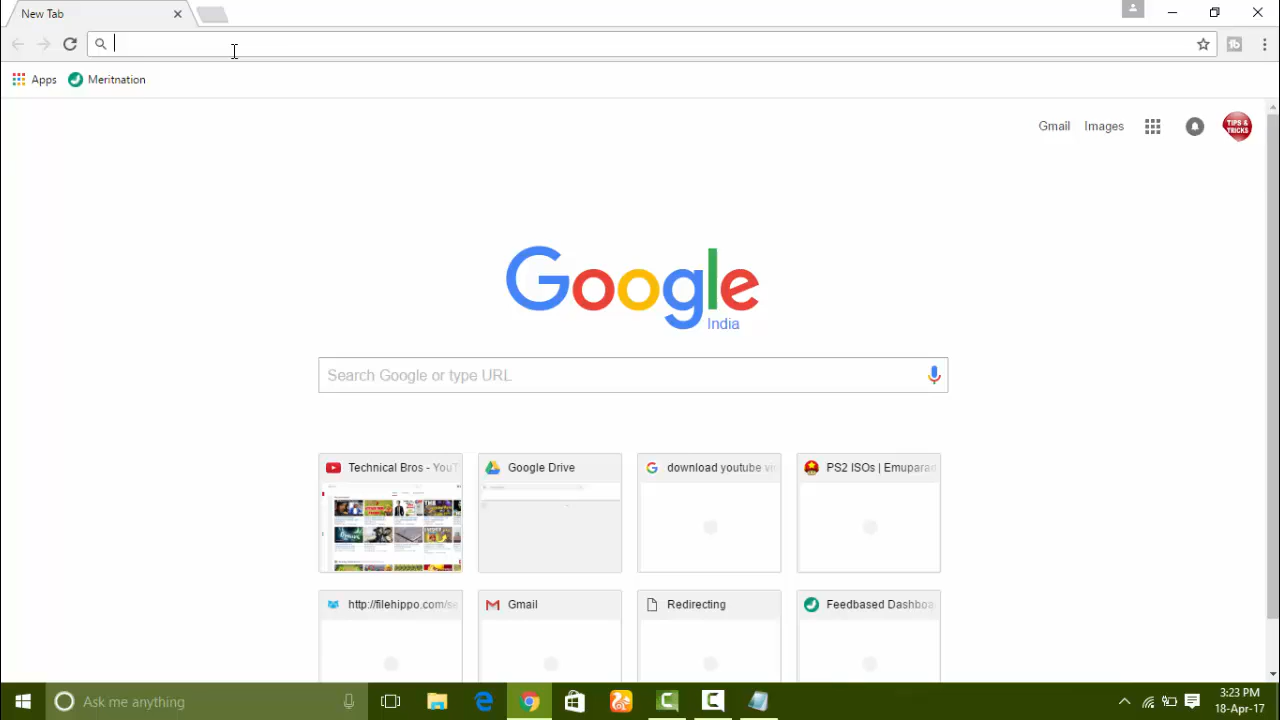 New Tab
Apps
Meritnation
Gmail
Images
TIPS &
TRICKS
Google
India
Search Google or type URL
Technical Bros - YouT
Google Drive
download youtube vi
PS2 ISOs | Emuparad
http://filehippo.com/se
Gmail
Redirecting
Feedbased Dashboa
Ask me anything
3:23 PM
18-Apr-17